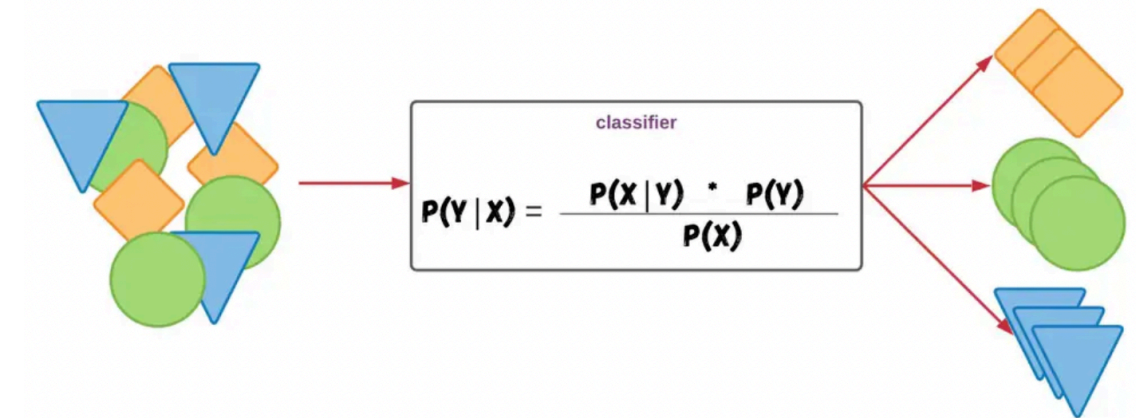 classifier
P(X|Y) * P(Y)
P(Y|X) =
P(X)